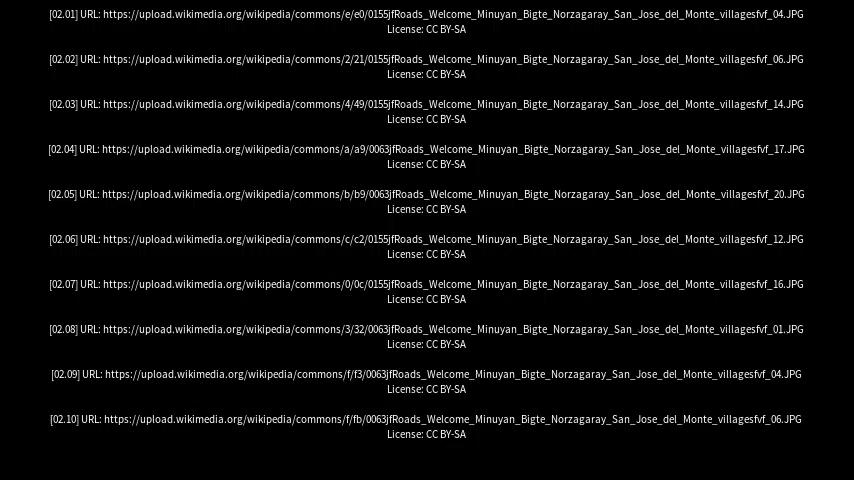 [02.01] URL: https://upload.wikimedia.org/wikipedia/commons/e/e0/0155jfRoads_Welcome_Minuyan_Bigte_Norzagaray_San_Jose_del_Monte_villagesfvf_04.JPG
License: CC BY-SA
[02.02] URL: https://upload.wikimedia.org/wikipedia/commons/2/21/0155jfRoads_Welcome_Minuyan_Bigte_Norzagaray_San_Jose_del_Monte_villagesfvf_06.JPG
License: CC BY-SA
[02.03] URL: https://upload.wikimedia.org/wikipedia/commons/4/49/0155jfRoads_Welcome_Minuyan_Bigte_Norzagaray_San_Jose_del_Monte_villagesfvf_14.JPG
License: CC BY-SA
[02.04] URL: https://upload.wikimedia.org/wikipedia/commons/a/a9/0063jfRoads_Welcome_Minuyan_Bigte_Norzagaray_San_Jose_del_Monte_villagesfvf_17.JPG
License: CC BY-SA
[02.05] URL: https://upload.wikimedia.org/wikipedia/commons/b/b9/0063jfRoads_Welcome_Minuyan_Bigte_Norzagaray_San_Jose_del_Monte_villagesfvf_20.JPG
License: CC BY-SA
[02.06] URL: https://upload.wikimedia.org/wikipedia/commons/c/c2/0155jfRoads_Welcome_Minuyan_Bigte_Norzagaray_San_Jose_del_Monte_villagesfvf_12.JPG
License: CC BY-SA
[02.07] URL: https://upload.wikimedia.org/wikipedia/commons/0/0c/0155jfRoads_Welcome_Minuyan_Bigte_Norzagaray_San_Jose_del_Monte_villagesfvf_16.JPG
License: CC BY-SA
[02.08] URL: https://upload.wikimedia.org/wikipedia/commons/3/32/0063jfRoads_Welcome_Minuyan_Bigte_Norzagaray_San_Jose_del_Monte_villagesfvf_01.JPG
License: CC BY-SA
[02.09] URL: https://upload.wikimedia.org/wikipedia/commons/f/f3/0063jfRoads_Welcome_Minuyan_Bigte_Norzagaray_San_Jose_del_Monte_villagesfvf_04.JPG
License: CC BY-SA
[02.10] URL: https://upload.wikimedia.org/wikipedia/commons/f/fb/0063jfRoads_Welcome_Minuyan_Bigte_Norzagaray_San_Jose_del_Monte_villagesfvf_06.JPG
License: CC BY-SA